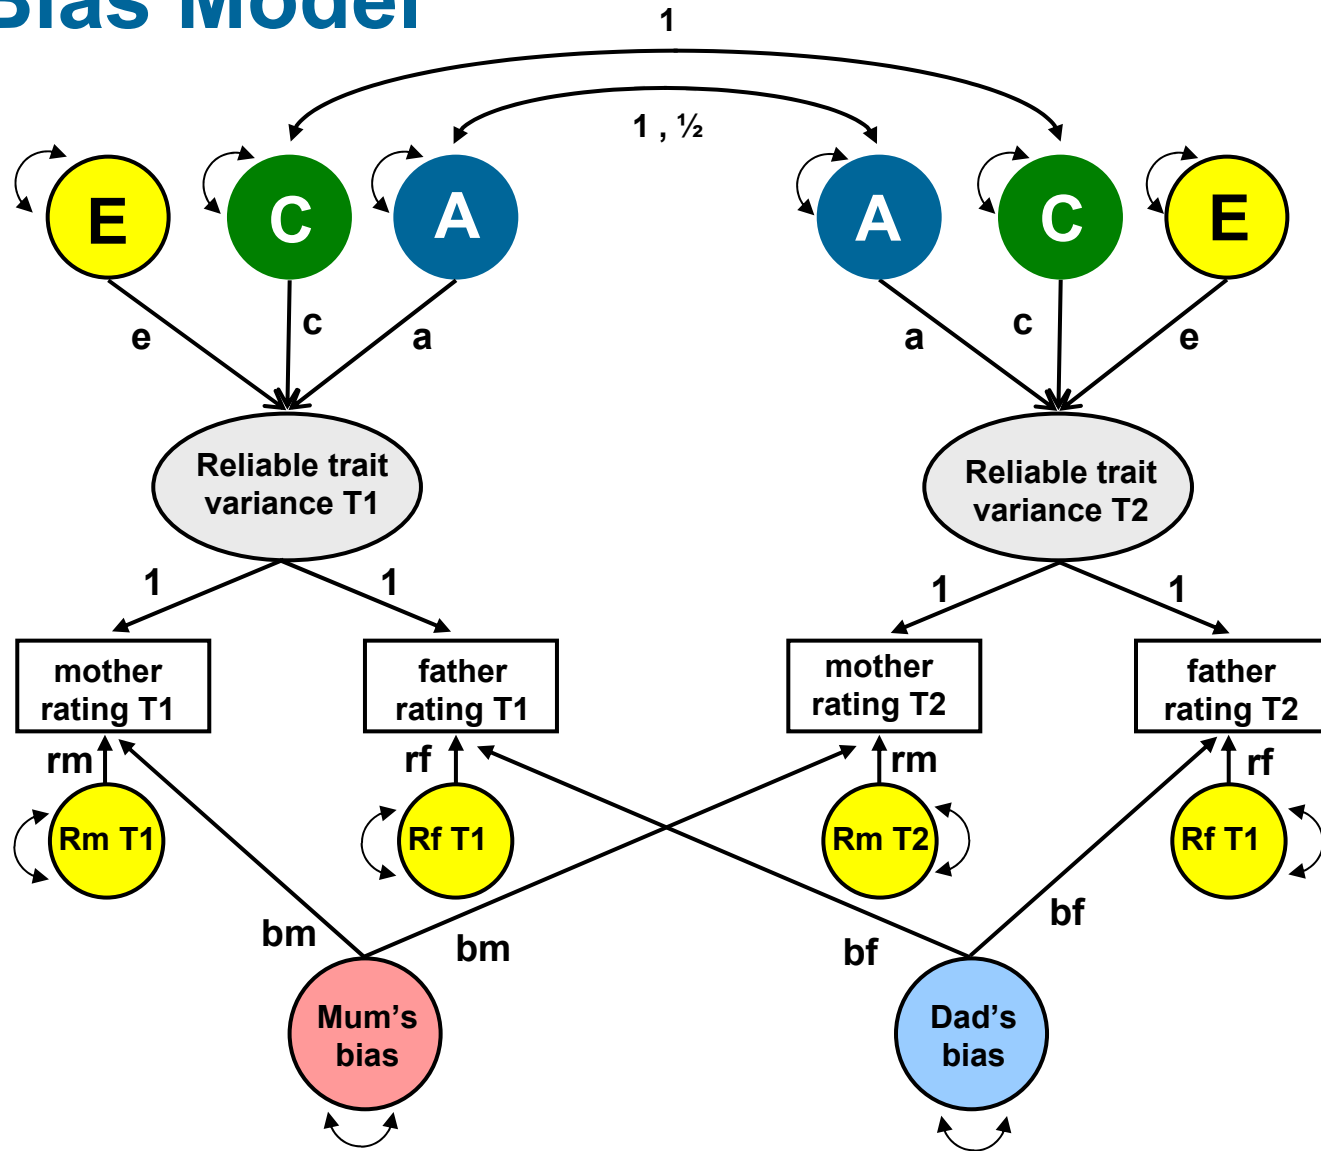 Bias Model
1
1 , ½
E
C
A
A
C
E
e
c
a
a
c
e
Reliable trait
variance T1
Reliable trait
variance T2
1
1
1
1
mother
rating T1
father
rating T1
mother
rating T2
father
rating T2
rm
rf
rm
rf
Rm T1
Rf T1
Rm T2
Rf T1
bm
bm
bf
bf
Mum's
bias
Dad's
bias